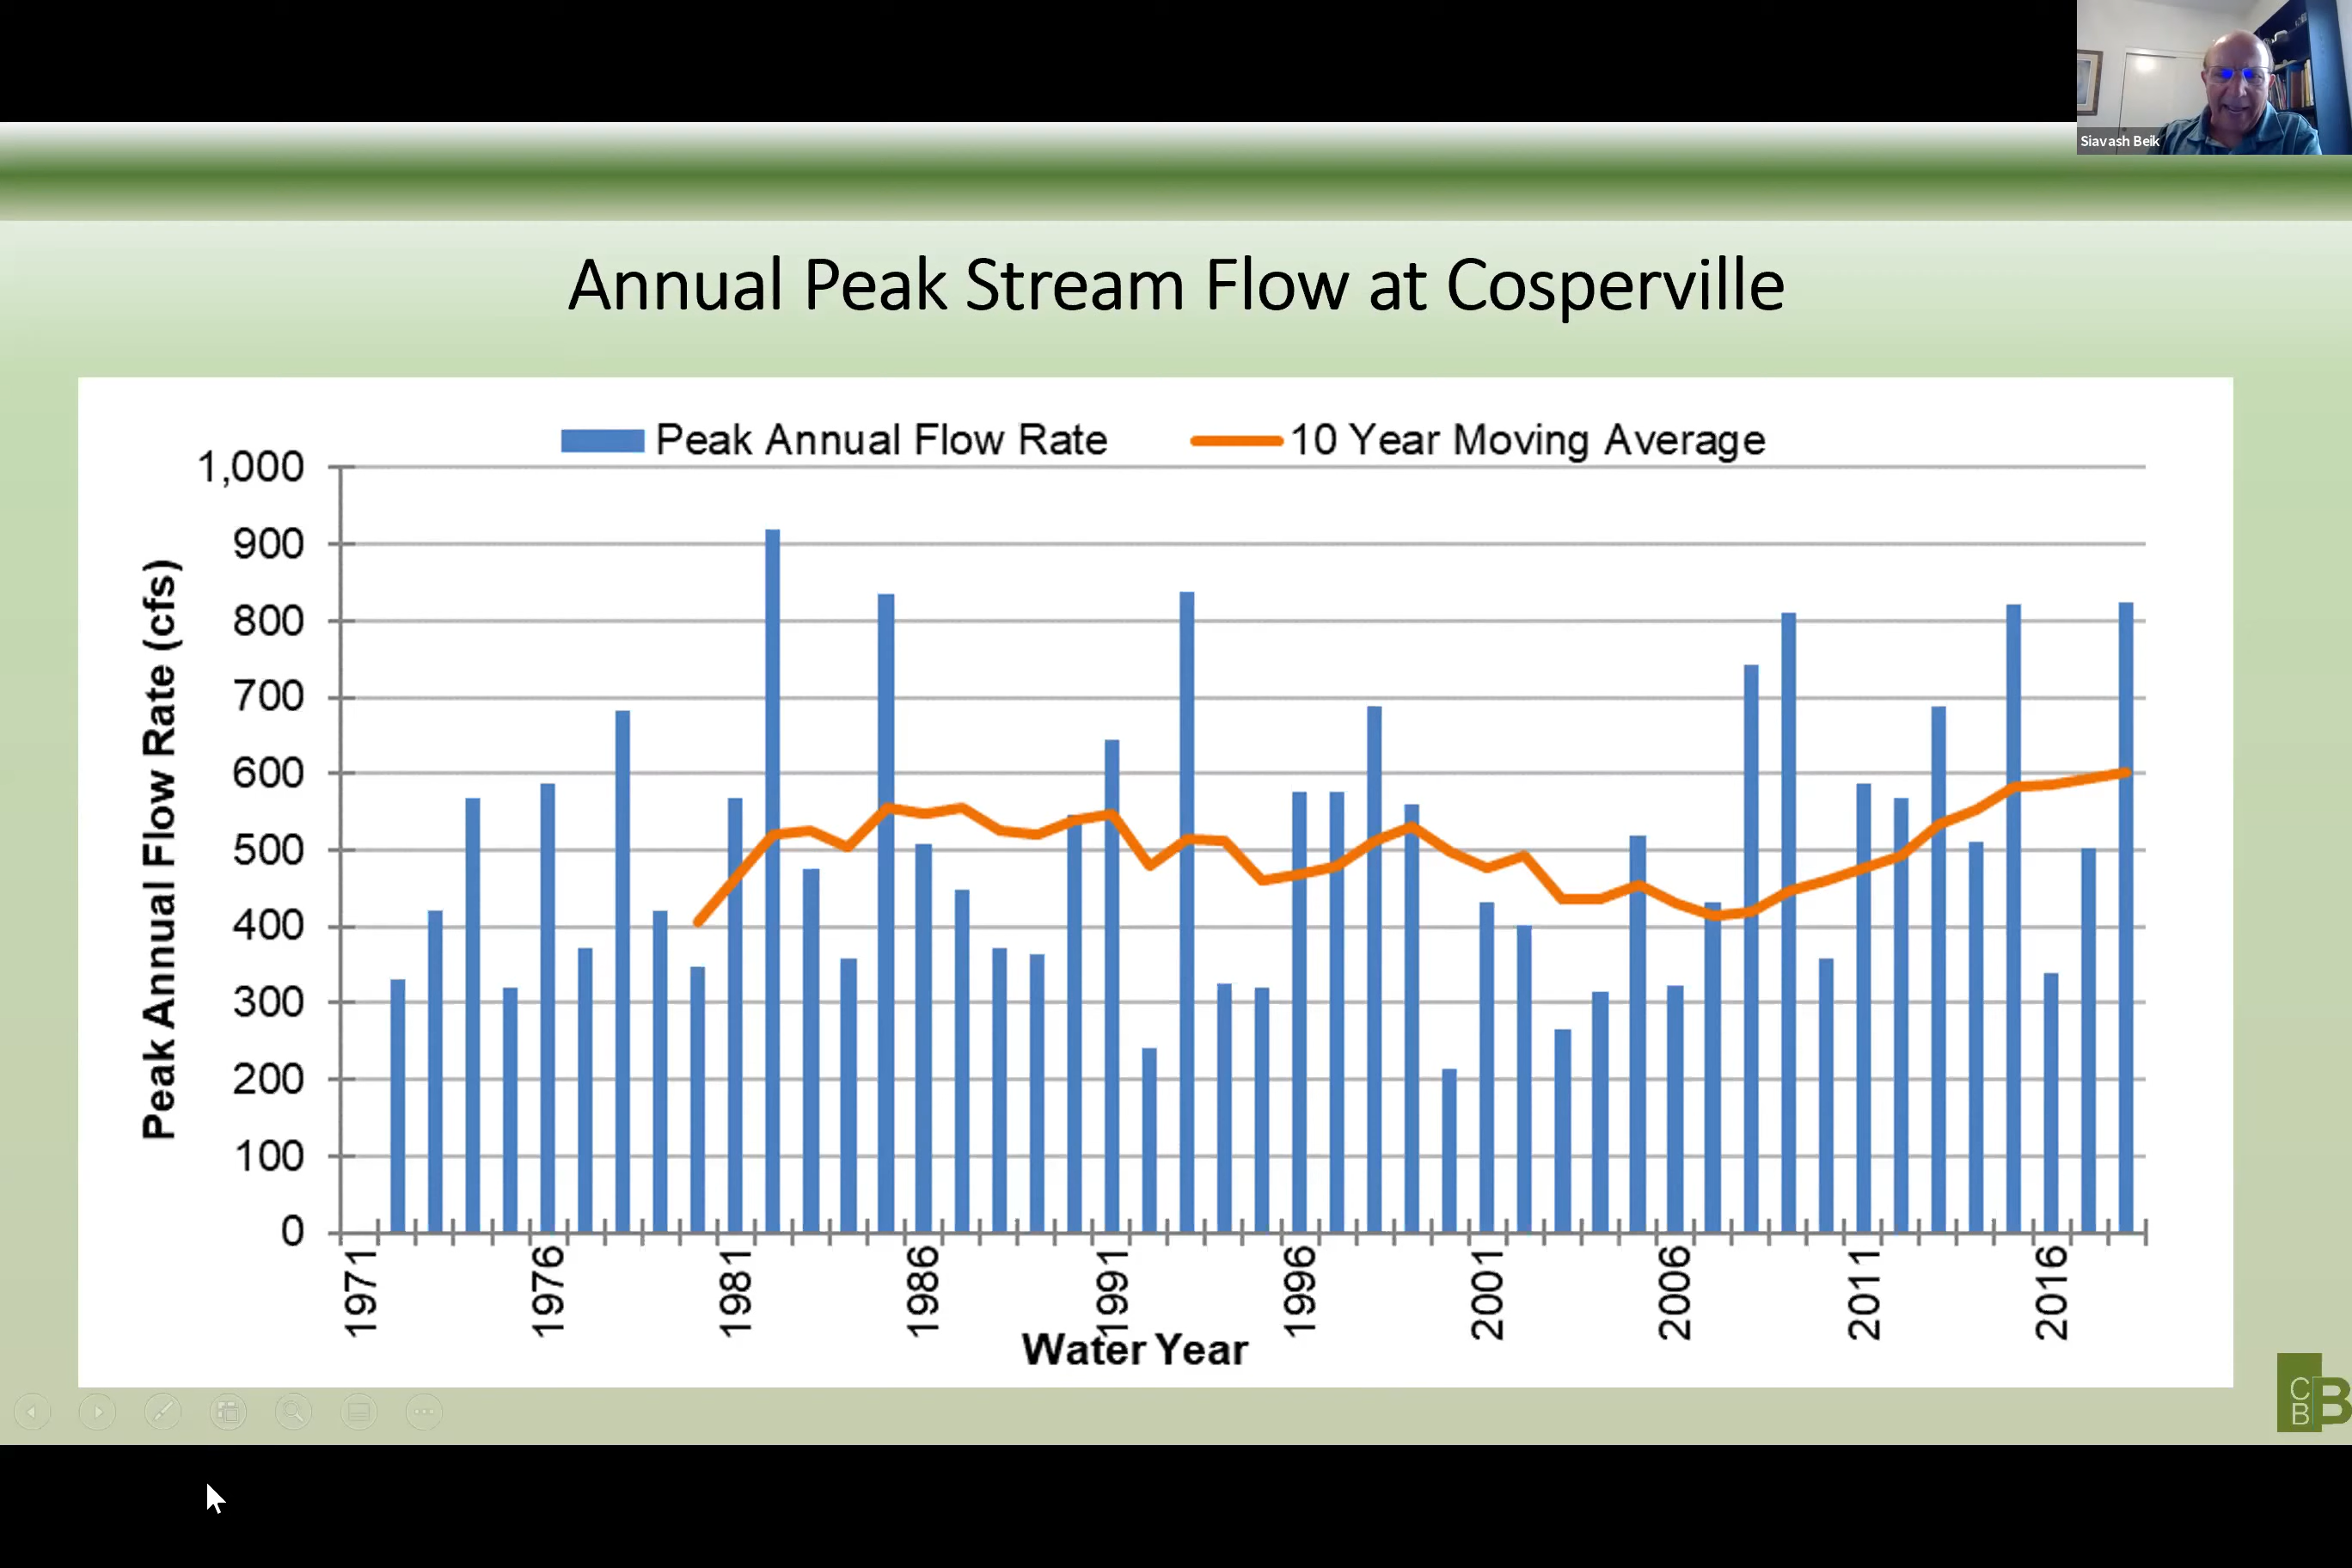 Siavash Beik
Annual Peak Stream Flow at Cosperville
Peak Annual Flow Rate
10 Year Moving Average
Peak Annual Flow Rate (cfs)
1,000
900
800
700
600
500
400
300
200
100
0
1971
1976
1981
1986
1991
1996
2001
2006
2011
2016
Water Year
C
B
B